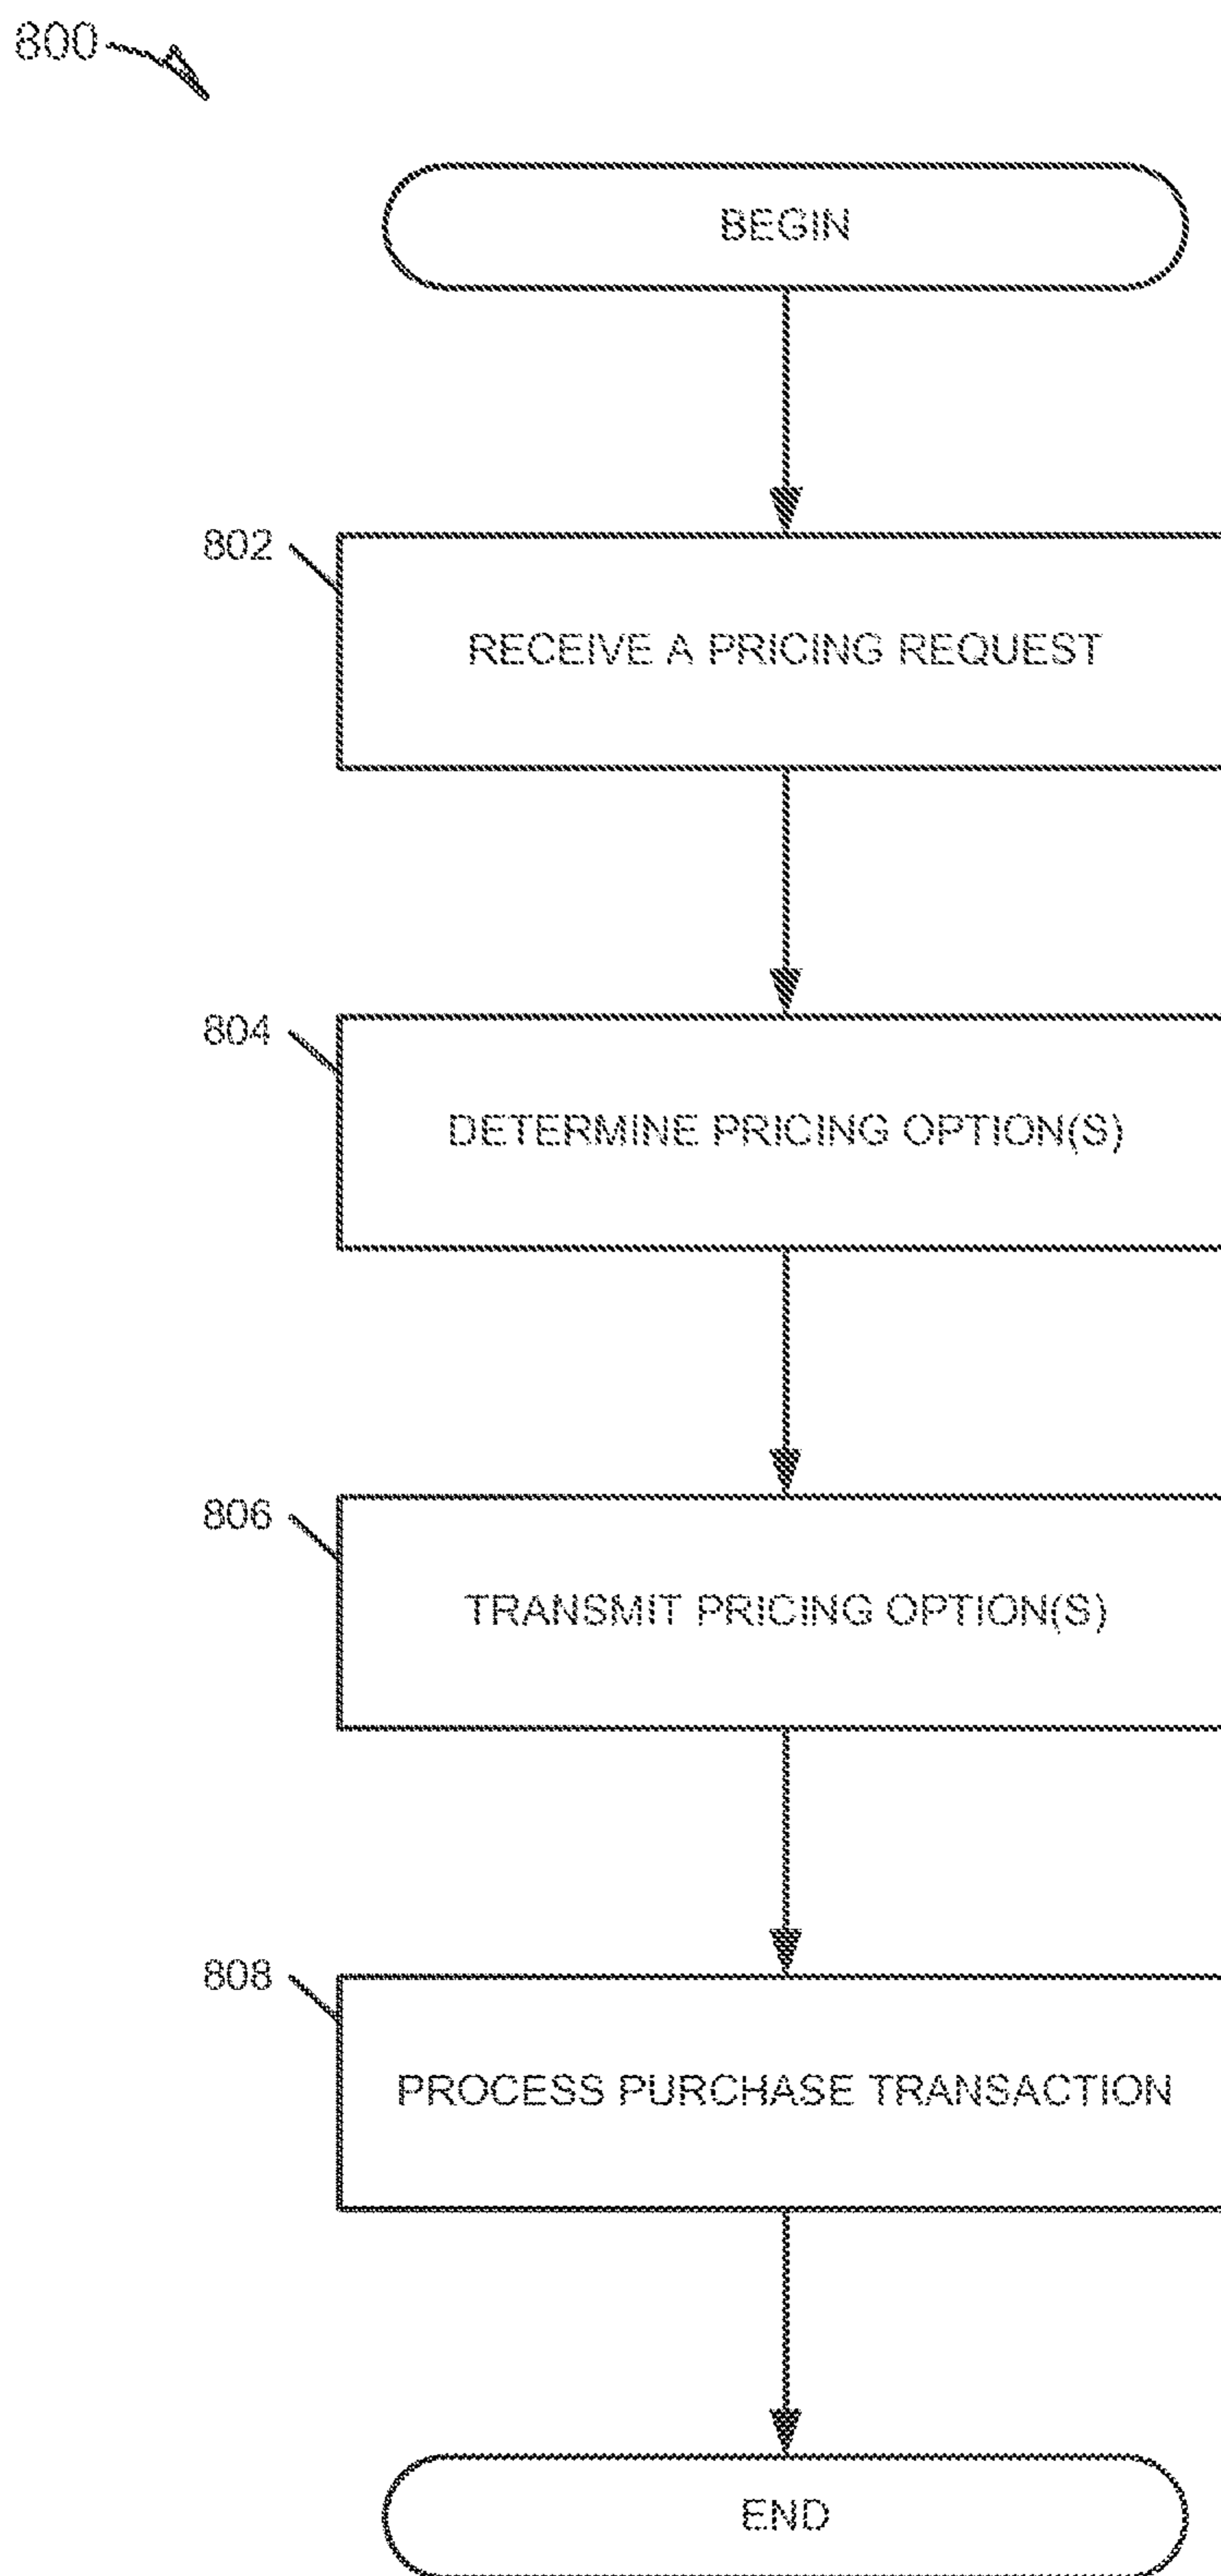 800
BEGIN
802
RECEIVE A PRICING REQUEST
804
DETERMINE PRICING OPTION(S)
806
TRANSMIT PRICING OPTION(S)
808
PROCESS PURCHASE TRANSACTION
END